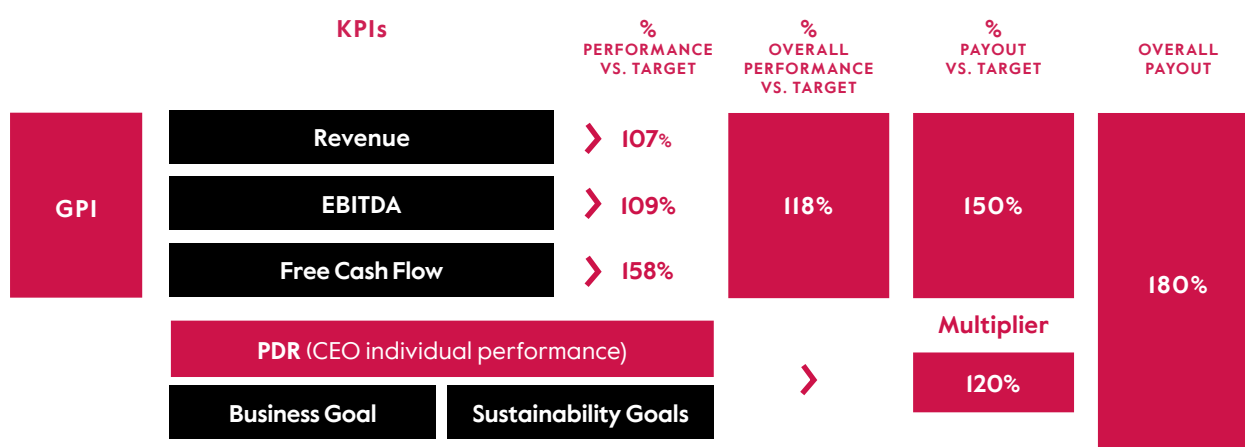 KPIs
%
PERFORMANCE
VS. TARGET
%
OVERALL
PERFORMANCE
VS. TARGET
%
PAYOUT
VS. TARGET
OVERALL
PAYOUT
GPI
Revenue
107%
EBITDA
109%
Free Cash Flow
158%
118%
150%
180%
PDR (CEO individual performance)
Business Goal
Sustainability Goals
Multiplier
120%